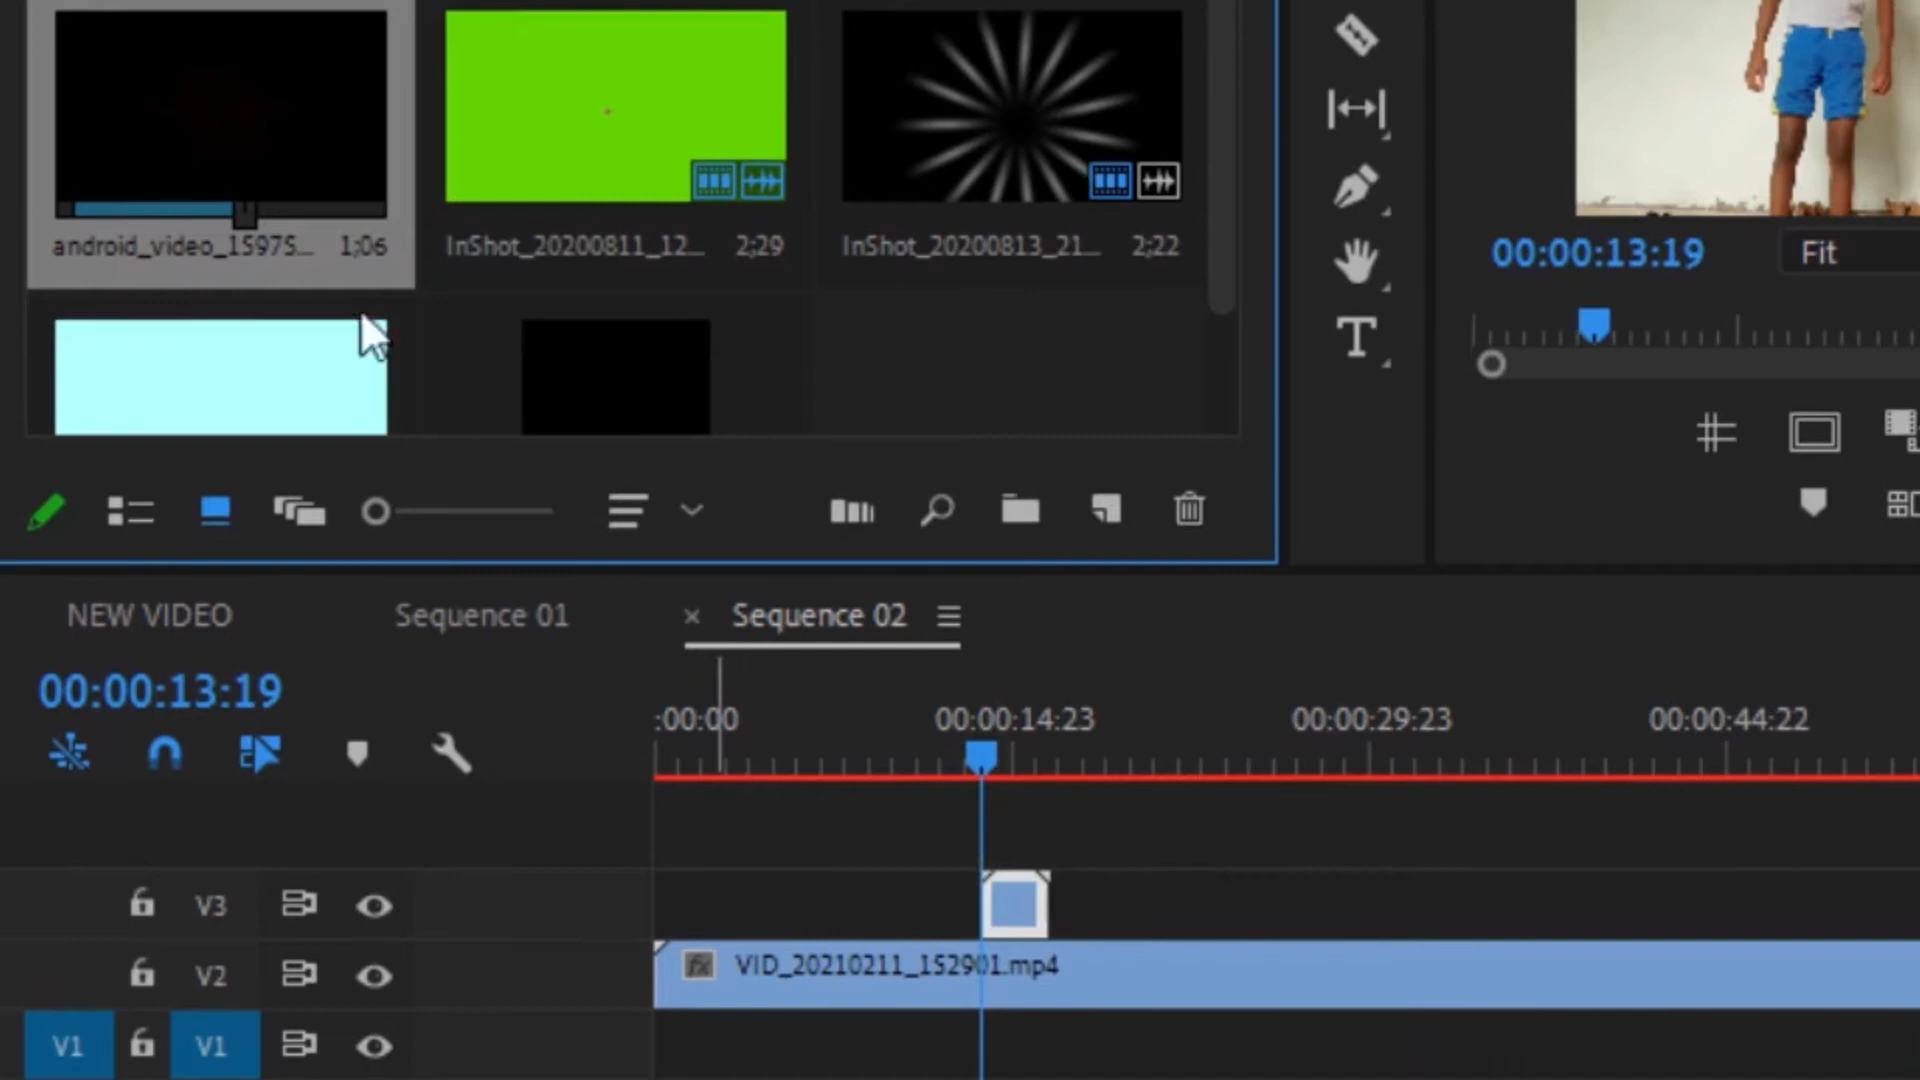 android_video_15975... 1;06
InShot_20200811_12... 2;29
InShot_20200813_21... 2;22
00:00:13:19
Fit
NEW VIDEO
Sequence 01
× Sequence 02
00:00:13:19
:00:00
00:00:14:23
00:00:29:23
00:00:44:22
V3
V2
fx VID_20210211_152901.mp4
V1 V1